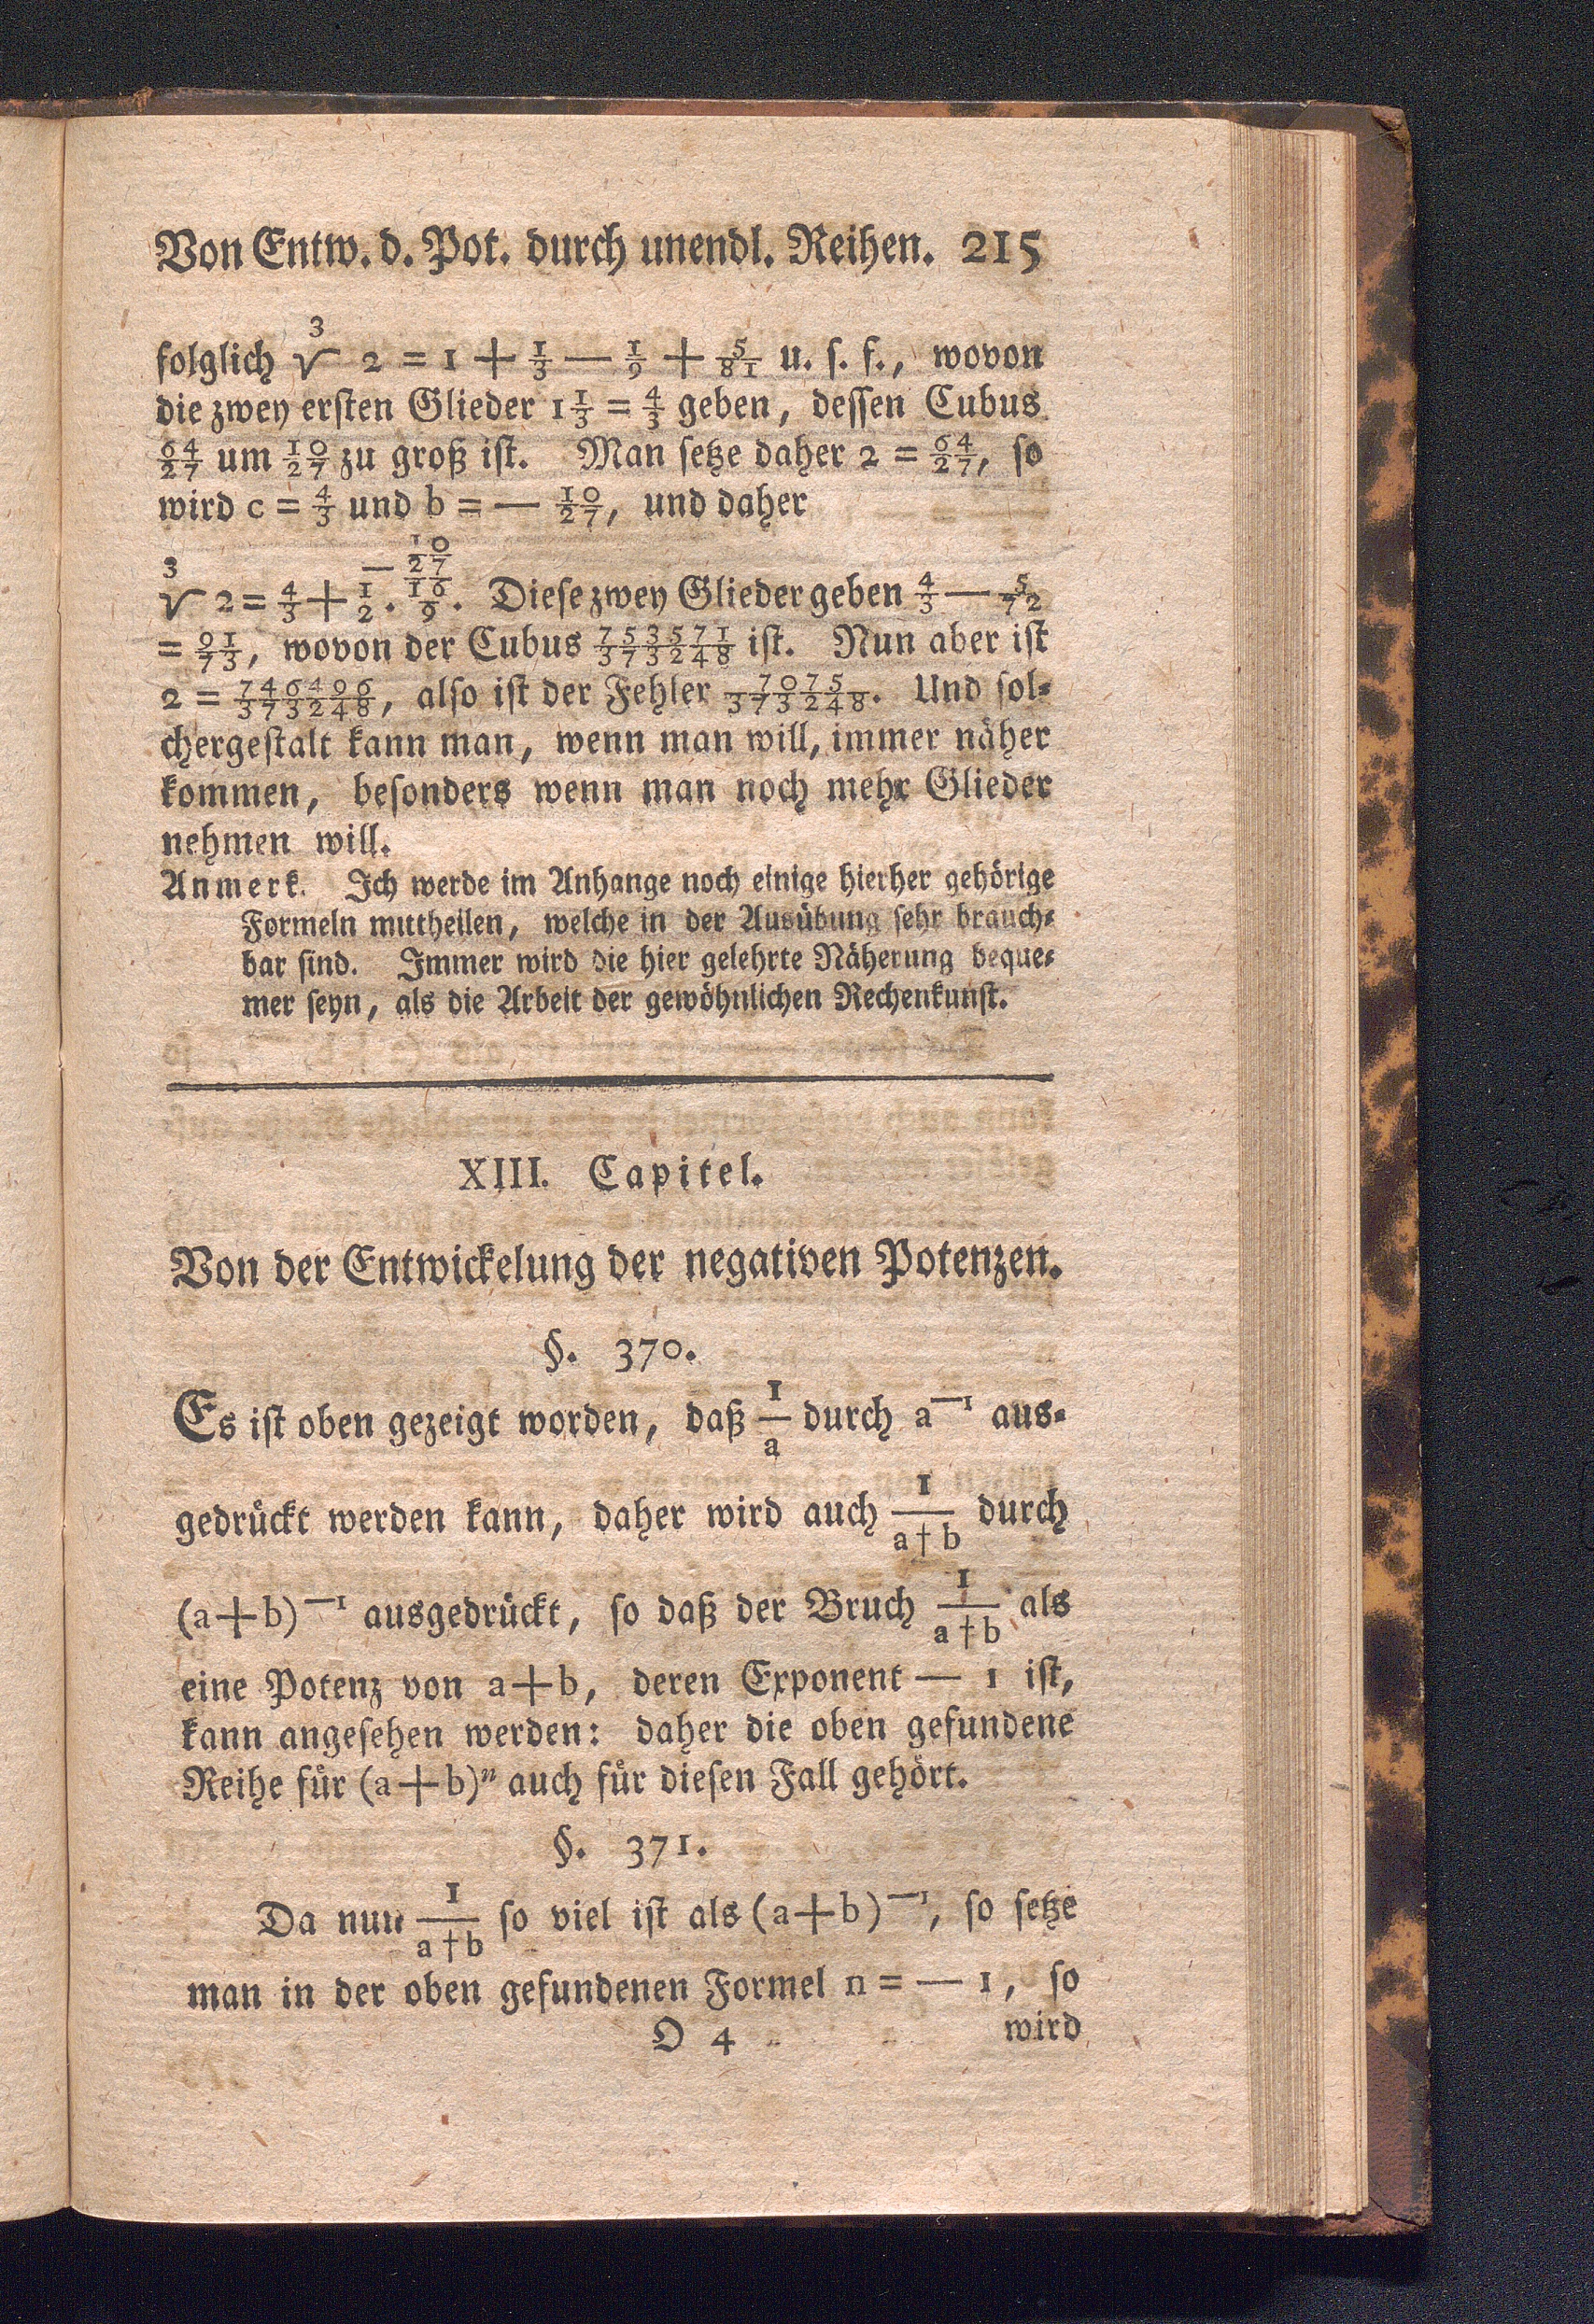 Von Entw. d. Pot. durch unendl. Reihen. 215
folglich ∛ 2 = 1 + 1/3 — 1/9 + 5/81 u. ſ. f., wovon
die zwey erſten Glieder 1 1/3 = 4/3 geben, deſſen Cubus
64/27 um 10/27 zu groß iſt. Man ſetze daher 2 = 64/27, ſo
wird c = 4/3 und b = — 10/27, und daher
∛ 2 = 4/3 + 1/2 . (— 10/27)/(16/9). Dieſe zwey Glieder geben 4/3 — 5/72
= 91/73, wovon der Cubus 753571/373248 iſt. Nun aber iſt
2 = 746496/373248, alſo iſt der Fehler 7075/373248. Und ſol⸗
chergeſtalt kann man, wenn man will, immer näher
kommen, beſonders wenn man noch mehr Glieder
nehmen will.
Anmerk. Ich werde im Anhange noch einige hierher gehörige
Formeln mittheilen, welche in der Ausübung ſehr brauch⸗
bar ſind. Immer wird die hier gelehrte Näherung beque⸗
mer ſeyn, als die Arbeit der gewöhnlichen Rechenkunſt.
XIII. Capitel.
Von der Entwickelung der negativen Potenzen.
§. 370.
Es iſt oben gezeigt worden, daß 1/a durch a⁻¹ aus⸗
gedrückt werden kann, daher wird auch 1/(a†b) durch
(a+b)⁻¹ ausgedrückt, ſo daß der Bruch 1/(a†b) als
eine Potenz von a+b, deren Exponent — 1 iſt,
kann angeſehen werden: daher die oben gefundene
Reihe für (a+b)ⁿ auch für dieſen Fall gehört.
§. 371.
Da nun 1/(a†b) ſo viel iſt als (a+b)⁻¹, ſo ſetze
man in der oben gefundenen Formel n = — 1, ſo
O 4 wird